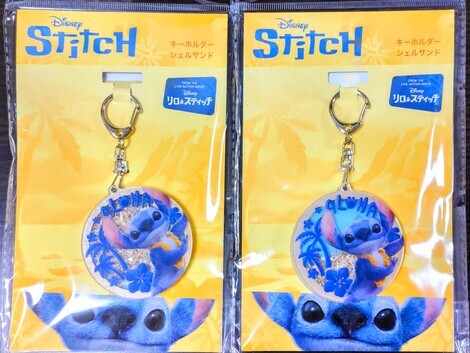 Disney
Stitch
キーホルダー
シェルサンド
FROM THE
LIVE-ACTION MOVIE
Disney
リロ&スティッチ
ALOHA
Disney
Stitch
キーホルダー
シェルサンド
FROM THE
LIVE-ACTION MOVIE
Disney
リロ&スティッチ
ALOHA